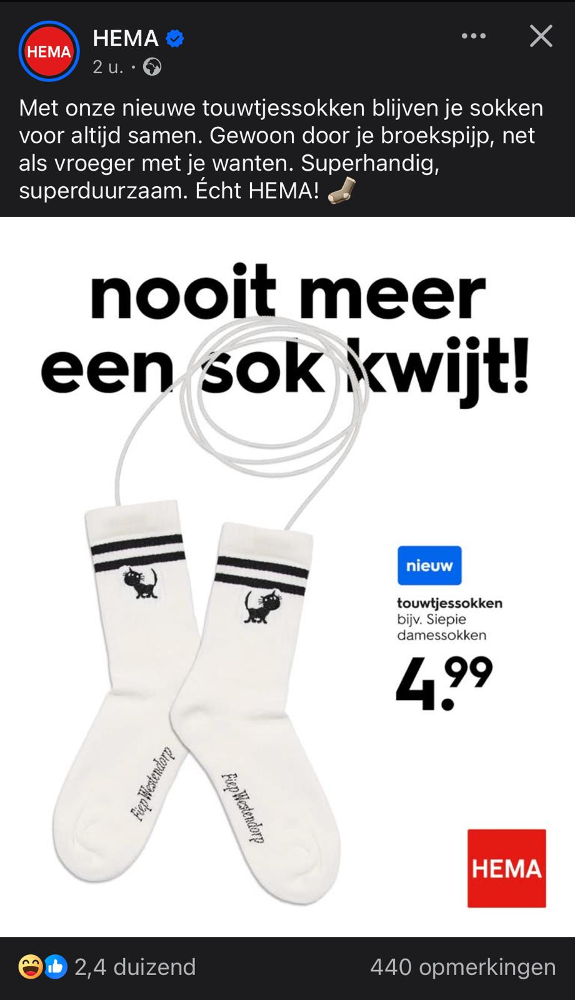 HEMA
HEMA
2 u. ·
Met onze nieuwe touwtjessokken blijven je sokken
voor altijd samen. Gewoon door je broekspijp, net
als vroeger met je wanten. Superhandig,
superduurzaam. Écht HEMA! 🧦
nooit meer
een sok kwijt!
nieuw
touwtjessokken
bijv. Siepie
damessokken
4.99
Fiep Westendorp
Fiep Westendorp
HEMA
2,4 duizend
440 opmerkingen